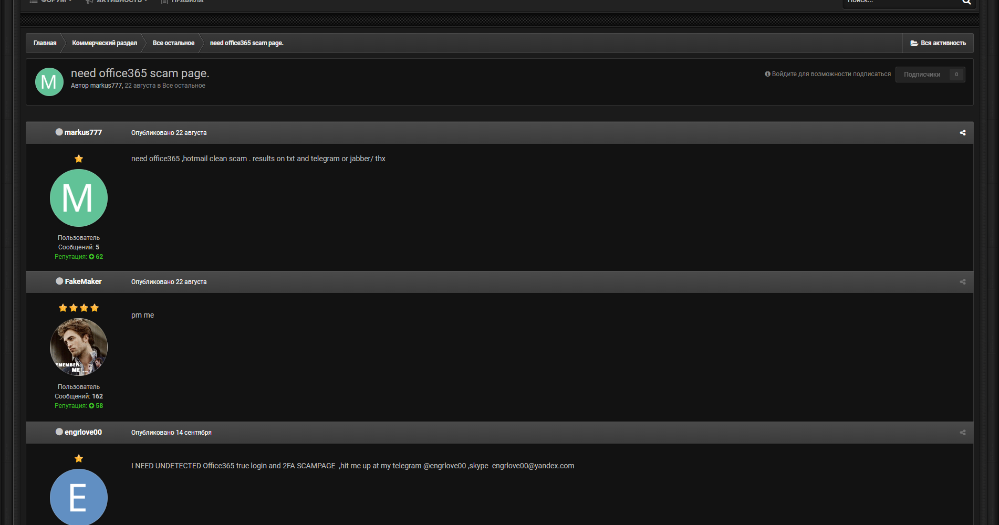 ФОРУМ
АКТИВНОСТЬ
ПРАВИЛА
Поиск...
Главная
Коммерческий раздел
Все остальное
need office365 scam page.
Вся активность
M
need office365 scam page.
Автор markus777, 22 августа в Все остальное
Войдите для возможности подписаться
Подписчики 0
markus777
Опубликовано 22 августа
need office365 ,hotmail clean scam . results on txt and telegram or jabber/ thx
M
Пользователь
Сообщений: 5
Репутация: 62
FakeMaker
Опубликовано 22 августа
pm me
EMEMBER
ME ...
Пользователь
Сообщений: 162
Репутация: 58
engrlove00
Опубликовано 14 сентября
I NEED UNDETECTED Office365 true login and 2FA SCAMPAGE ,hit me up at my telegram @engrlove00 ,skype engrlove00@yandex.com
E